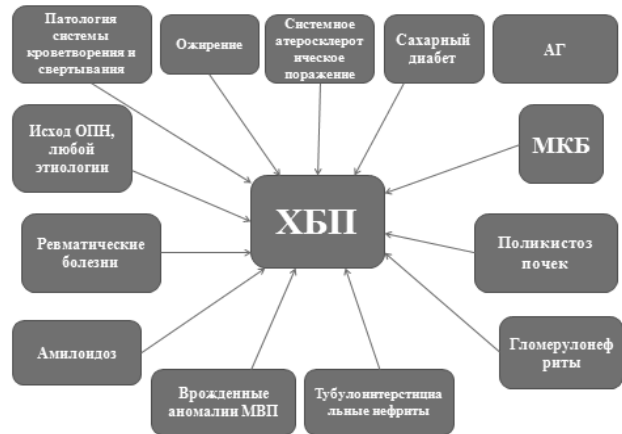 Патология
системы
кроветворения и
свертывания
Ожирение
Системное
атеросклерот
ическое
поражение
Сахарный
диабет
АГ
Исход ОПН,
любой
этнологии
МКБ
ХБП
Ревматические
болезни
Поликистоз
почек
Амилоидоз
Гломерулонеф
риты
Врожденные
аномалии МВП
Тубулоинтерстициа
льные нефриты